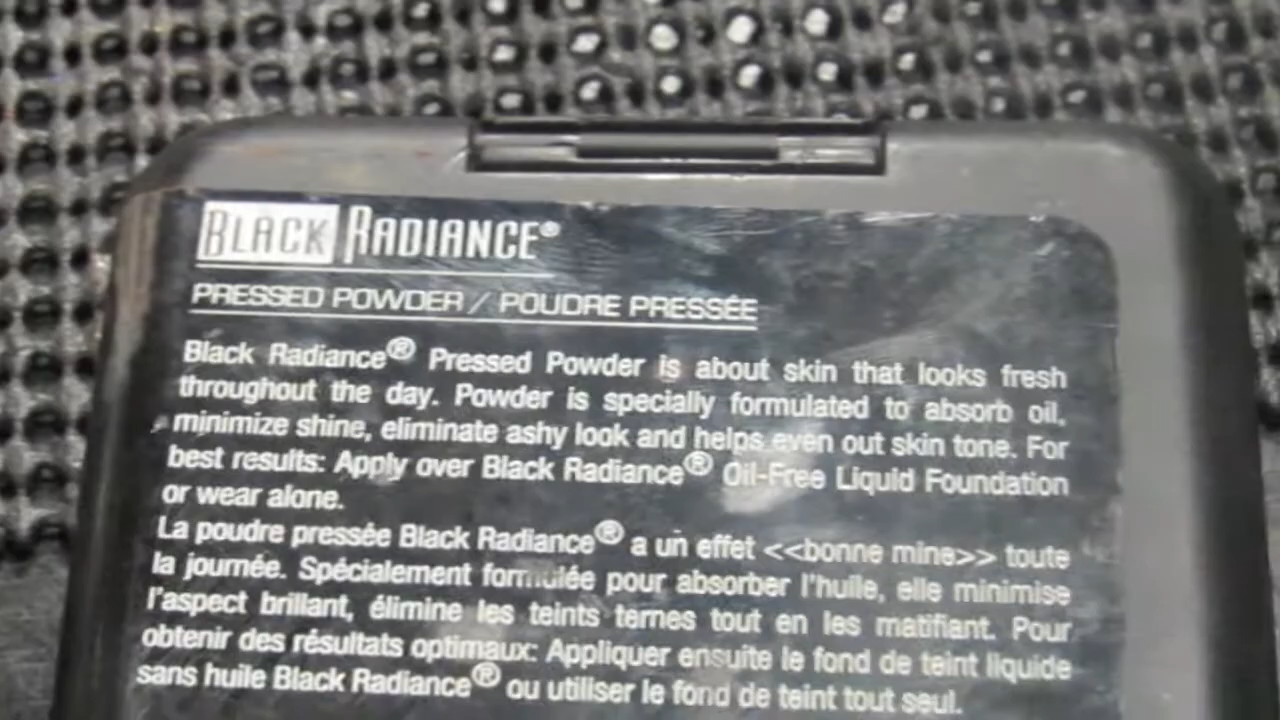 BLACK RADIANCE®
PRESSED POWDER / POUDRE PRESSÉE
Black Radiance® Pressed Powder is about skin that looks fresh
throughout the day. Powder is specially formulated to absorb oil,
minimize shine, eliminate ashy look and helps even out skin tone. For
best results: Apply over Black Radiance® Oil-Free Liquid Foundation
or wear alone.
La poudre pressée Black Radiance® a un effet <<bonne mine>> toute
la journée. Spécialement formulée pour absorber l'huile, elle minimise
l'aspect brillant, élimine les teints ternes tout en les matifiant. Pour
obtenir des résultats optimaux: Appliquer ensuite le fond de teint liquide
sans huile Black Radiance® ou utiliser le fond de teint tout seul.